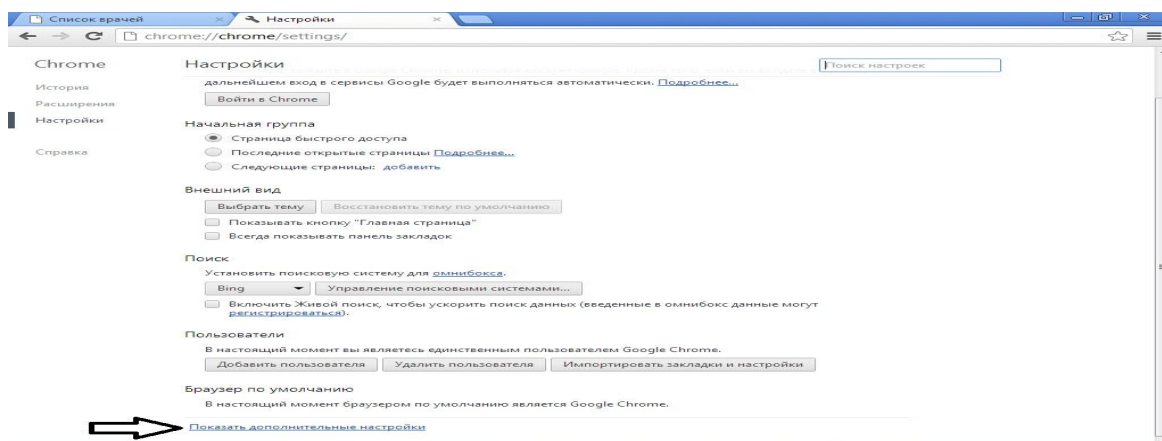 Список врачей
Настройки
chrome://chrome/settings/
Chrome
Настройки
Поиск настроек
История
Расширения
Настройки
Справка
дальнейшем вход в сервисы Google будет выполняться автоматически. Подробнее...
Войти в Chrome
Начальная группа
Страница быстрого доступа
Последние открытые страницы Подробнее...
Следующие страницы: добавить
Внешний вид
Выбрать тему Восстановить тему по умолчанию
Показывать кнопку "Главная страница"
Всегда показывать панель закладок
Поиск
Установить поисковую систему для омнибокса.
Bing Управление поисковыми системами...
Включить Живой поиск, чтобы ускорить поиск данных (введенные в омнибокс данные могут
регистрироваться).
Пользователи
В настоящий момент вы являетесь единственным пользователем Google Chrome.
Добавить пользователя Удалить пользователя Импортировать закладки и настройки
Браузер по умолчанию
В настоящий момент браузером по умолчанию является Google Chrome.
Показать дополнительные настройки